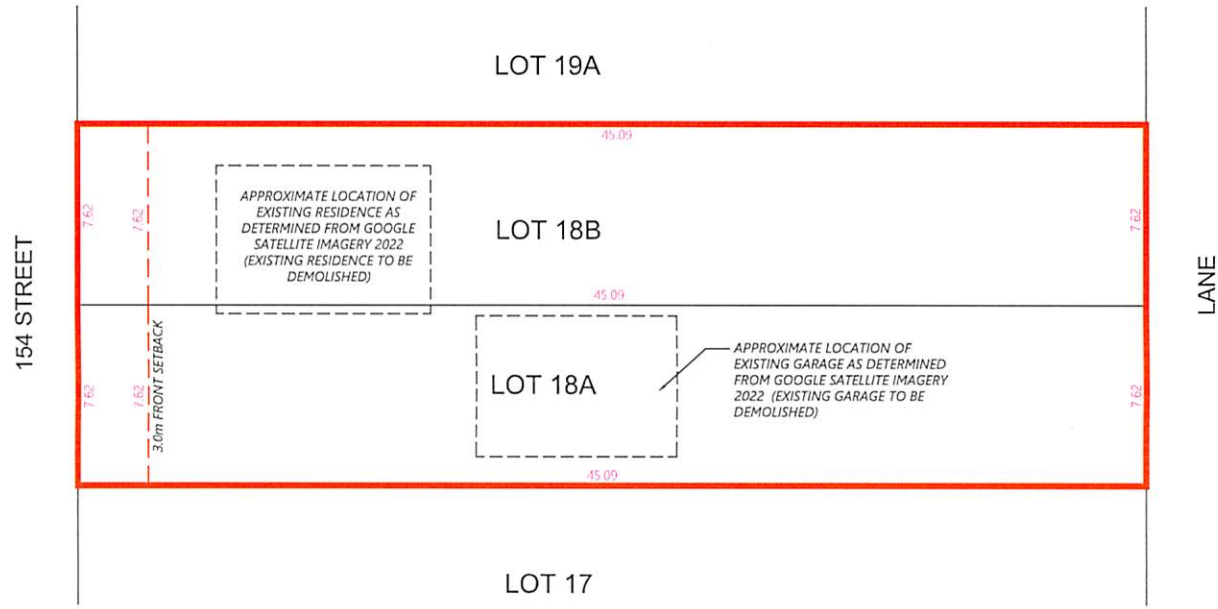 LOT 19A
45.09
APPROXIMATE LOCATION OF
EXISTING RESIDENCE AS
DETERMINED FROM GOOGLE
SATELLITE IMAGERY 2022
(EXISTING RESIDENCE TO BE
DEMOLISHED)
7.62
7.62
LOT 18B
7.62
154 STREET
LANE
45.09
3.0m FRONT SETBACK
7.62
7.62
LOT 18A
APPROXIMATE LOCATION OF
EXISTING GARAGE AS DETERMINED
FROM GOOGLE SATELLITE IMAGERY
2022 (EXISTING GARAGE TO BE
DEMOLISHED)
7.62
45.09
LOT 17